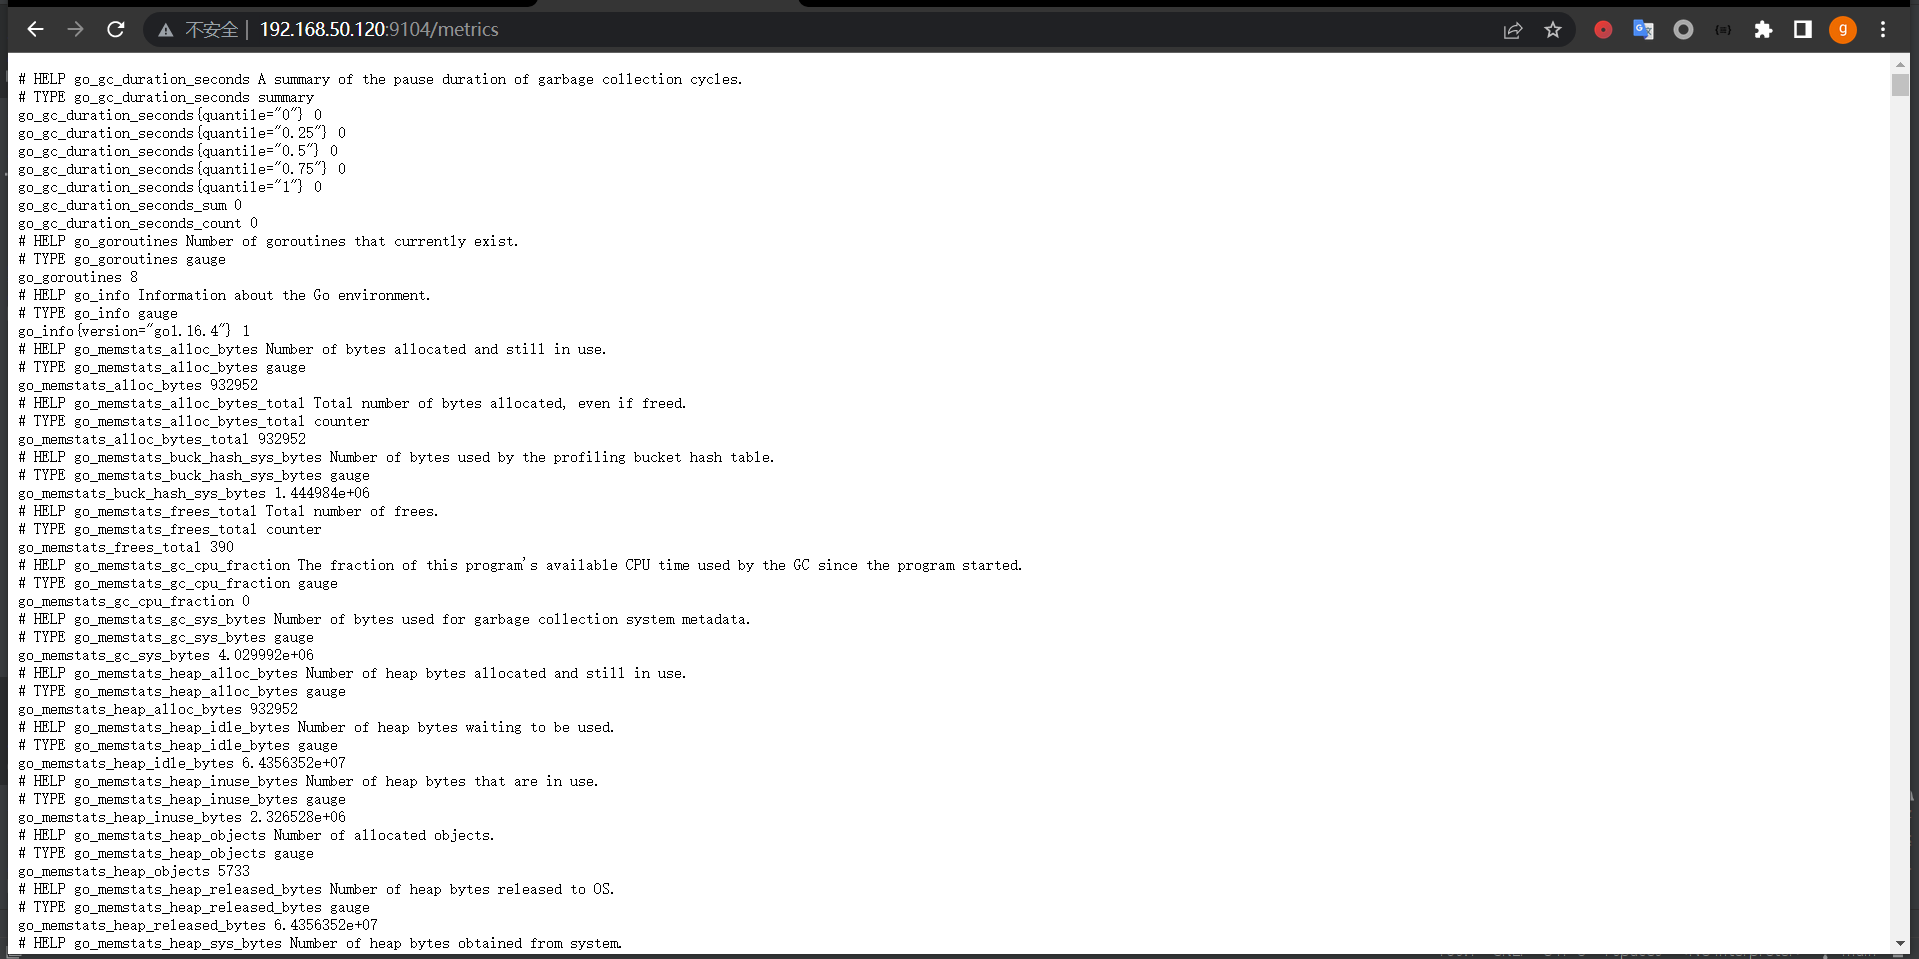 不安全 192.168.50.120:9104/metrics
g
# HELP go_gc_duration_seconds A summary of the pause duration of garbage collection cycles.
# TYPE go_gc_duration_seconds summary
go_gc_duration_seconds{quantile="0"} 0
go_gc_duration_seconds{quantile="0.25"} 0
go_gc_duration_seconds{quantile="0.5"} 0
go_gc_duration_seconds{quantile="0.75"} 0
go_gc_duration_seconds{quantile="1"} 0
go_gc_duration_seconds_sum 0
go_gc_duration_seconds_count 0
# HELP go_goroutines Number of goroutines that currently exist.
# TYPE go_goroutines gauge
go_goroutines 8
# HELP go_info Information about the Go environment.
# TYPE go_info gauge
go_info{version="go1.16.4"} 1
# HELP go_memstats_alloc_bytes Number of bytes allocated and still in use.
# TYPE go_memstats_alloc_bytes gauge
go_memstats_alloc_bytes 932952
# HELP go_memstats_alloc_bytes_total Total number of bytes allocated, even if freed.
# TYPE go_memstats_alloc_bytes_total counter
go_memstats_alloc_bytes_total 932952
# HELP go_memstats_buck_hash_sys_bytes Number of bytes used by the profiling bucket hash table.
# TYPE go_memstats_buck_hash_sys_bytes gauge
go_memstats_buck_hash_sys_bytes 1.444984e+06
# HELP go_memstats_frees_total Total number of frees.
# TYPE go_memstats_frees_total counter
go_memstats_frees_total 390
# HELP go_memstats_gc_cpu_fraction The fraction of this program's available CPU time used by the GC since the program started.
# TYPE go_memstats_gc_cpu_fraction gauge
go_memstats_gc_cpu_fraction 0
# HELP go_memstats_gc_sys_bytes Number of bytes used for garbage collection system metadata.
# TYPE go_memstats_gc_sys_bytes gauge
go_memstats_gc_sys_bytes 4.029992e+06
# HELP go_memstats_heap_alloc_bytes Number of heap bytes allocated and still in use.
# TYPE go_memstats_heap_alloc_bytes gauge
go_memstats_heap_alloc_bytes 932952
# HELP go_memstats_heap_idle_bytes Number of heap bytes waiting to be used.
# TYPE go_memstats_heap_idle_bytes gauge
go_memstats_heap_idle_bytes 6.4356352e+07
# HELP go_memstats_heap_inuse_bytes Number of heap bytes that are in use.
# TYPE go_memstats_heap_inuse_bytes gauge
go_memstats_heap_inuse_bytes 2.326528e+06
# HELP go_memstats_heap_objects Number of allocated objects.
# TYPE go_memstats_heap_objects gauge
go_memstats_heap_objects 5733
# HELP go_memstats_heap_released_bytes Number of heap bytes released to OS.
# TYPE go_memstats_heap_released_bytes gauge
go_memstats_heap_released_bytes 6.4356352e+07
# HELP go_memstats_heap_sys_bytes Number of heap bytes obtained from system.